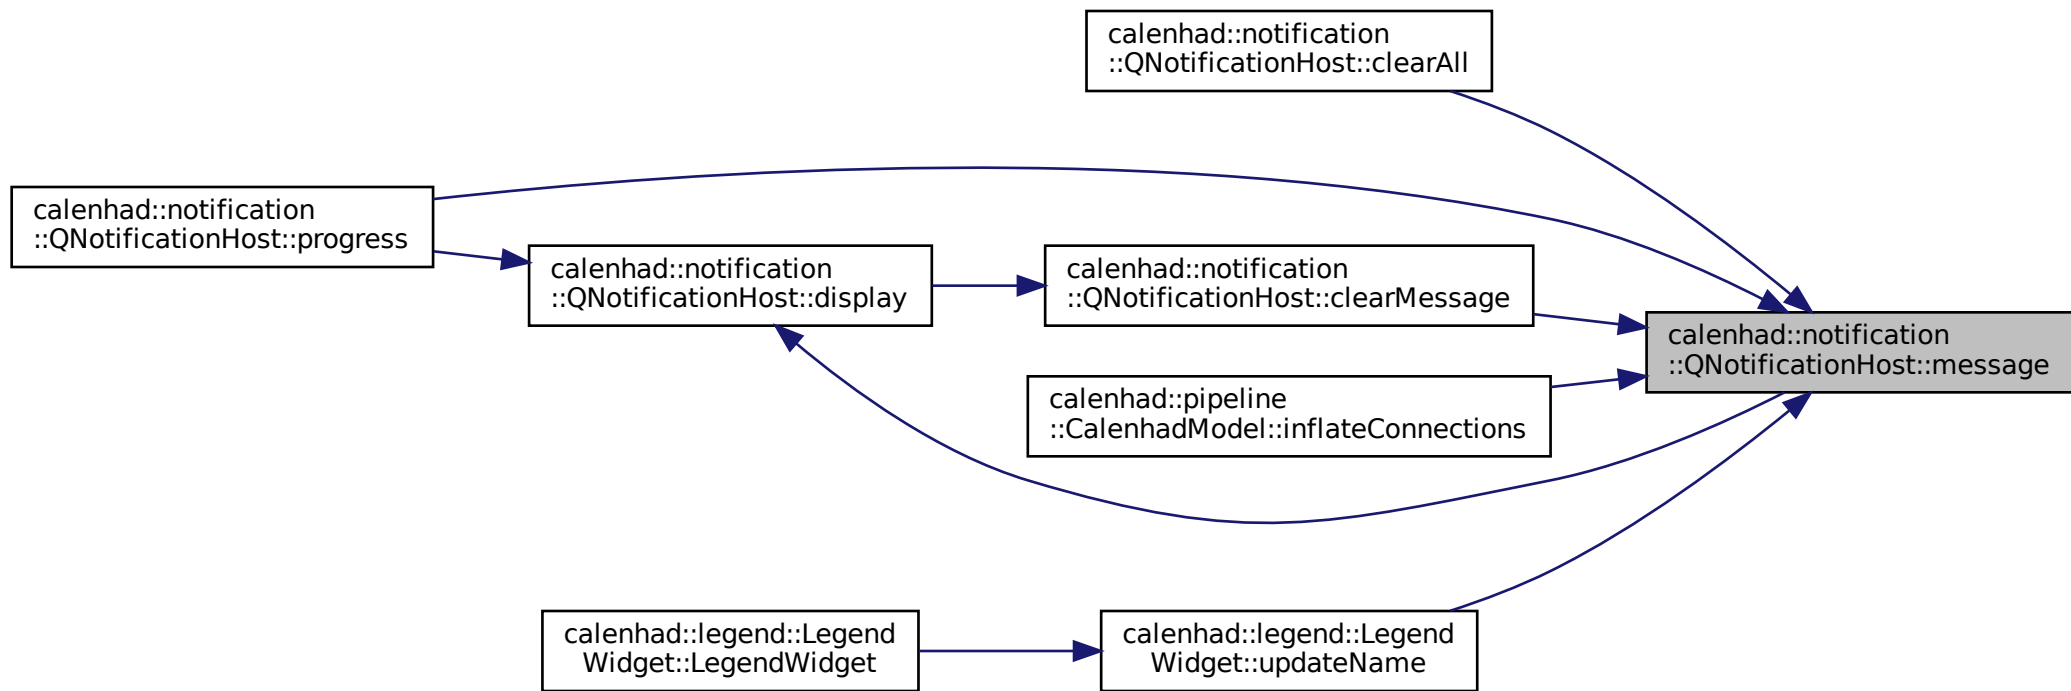 calenhad::notification
::QNotificationHost::clearAll
calenhad::notification
::QNotificationHost::progress
calenhad::notification
::QNotificationHost::display
calenhad::notification
::QNotificationHost::clearMessage
calenhad::notification
::QNotificationHost::message
calenhad::pipeline
::CalenhadModel::inflateConnections
calenhad::legend::Legend
Widget::LegendWidget
calenhad::legend::Legend
Widget::updateName